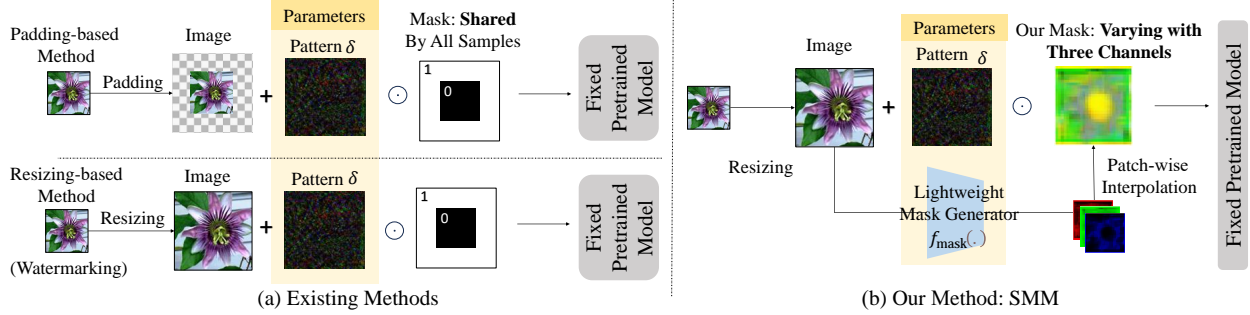 Padding-based
Method
Padding
Image
+
Parameters
Pattern δ
⊙
Mask: Shared
By All Samples
1
0
Fixed
Pretrained
Model
Resizing-based
Method
(Watermarking)
Resizing
Image
+
Pattern δ
⊙
1
0
Fixed
Pretrained
Model
(a) Existing Methods
Resizing
Image
+
Parameters
Pattern δ
⊙
Our Mask: Varying with
Three Channels
Lightweight
Mask Generator
fmask(.)
Patch-wise
Interpolation
Fixed Pretrained Model
(b) Our Method: SMM